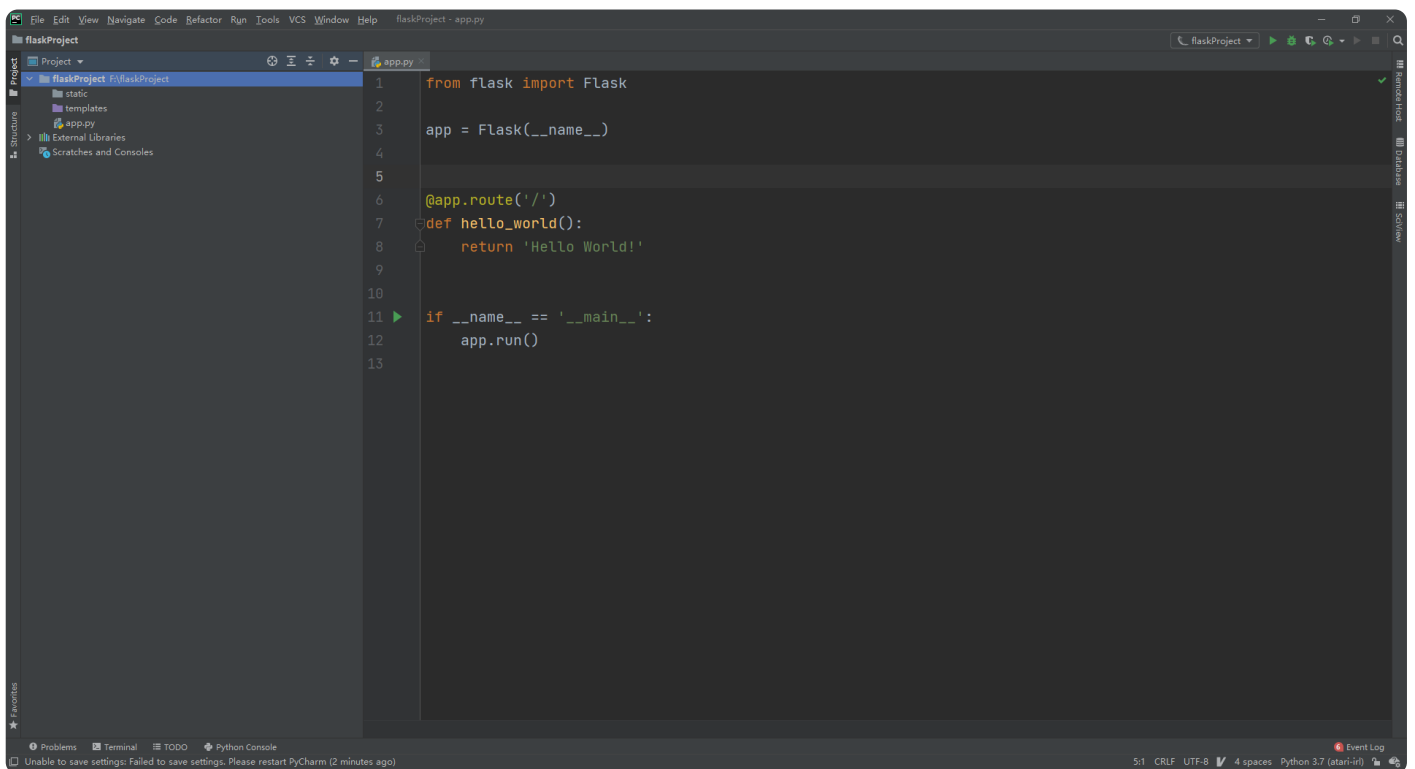 PC File Edit View Navigate Code Refactor Run Tools VCS Window Help flaskProject - app.py
flaskProject
flaskProject
Project
app.py
flaskProject F:\flaskProject
static
templates
app.py
External Libraries
Scratches and Consoles
Project
Structure
Favorites
1 from flask import Flask
2
3 app = Flask(__name__)
4
5
6 @app.route('/')
7 def hello_world():
8 return 'Hello World!'
9
10
11 if __name__ == '__main__':
12 app.run()
13
Remote Host
Database
SciView
Problems Terminal TODO Python Console
6 Event Log
Unable to save settings: Failed to save settings. Please restart PyCharm (2 minutes ago)
5:1 CRLF UTF-8 4 spaces Python 3.7 (atari-irl)